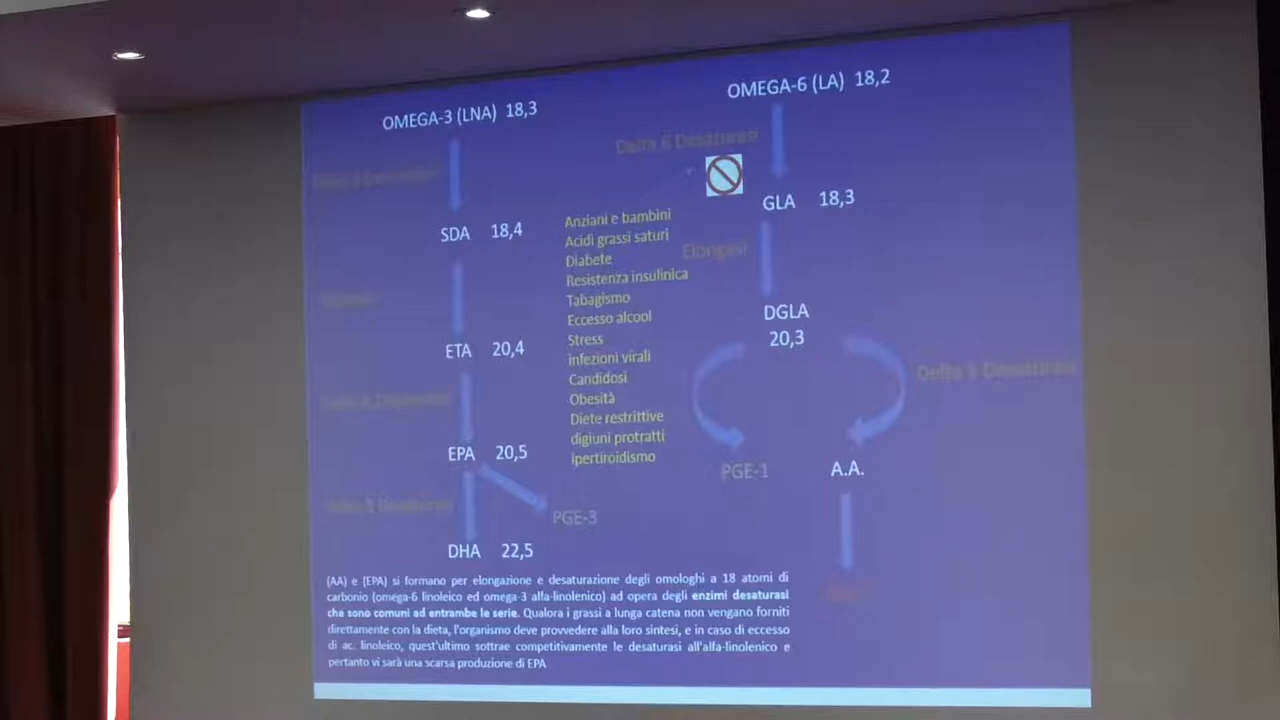 OMEGA-3 (LNA) 18,3
SDA 18,4
ETA 20,4
EPA 20,5
PGE-3
DHA 22,5
OMEGA-6 (LA) 18,2
Delta 6 Desaturasi
GLA 18,3
Elongasi
DGLA
20,3
Delta 5 Desaturasi
PGE-1
A.A.
Anziani e bambini
Acidi grassi saturi
Diabete
Resistenza insulinica
Tabagismo
Eccesso alcool
Stress
infezioni virali
Candidosi
Obesità
Diete restrittive
digiuni protratti
Ipertiroidismo
(AA) e (EPA) si formano per elongazione e desaturazione degli omologhi a 18 atomi di
carbonio (omega-6 linoleico ed omega-3 alfa-linolenico) ad opera degli enzimi desaturasi
che sono comuni ad entrambe le serie. Qualora i grassi a lunga catena non vengano forniti
direttamente con la dieta, l'organismo deve provvedere alla loro sintesi, e in caso di eccesso
di ac. linoleico, quest'ultimo sottrae competitivamente le desaturasi all'alfa-linolenico e
pertanto vi sarà una scarsa produzione di EPA